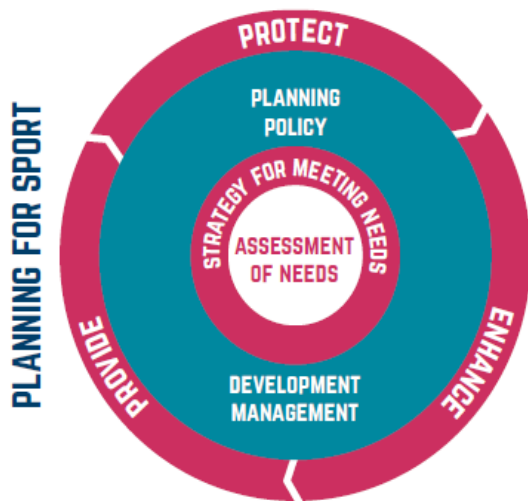 PLANNING FOR SPORT
PROTECT
PLANNING
POLICY
STRATEGY FOR MEETING NEEDS
ASSESSMENT
OF NEEDS
DEVELOPMENT
MANAGEMENT
PROVIDE
ENHANCE